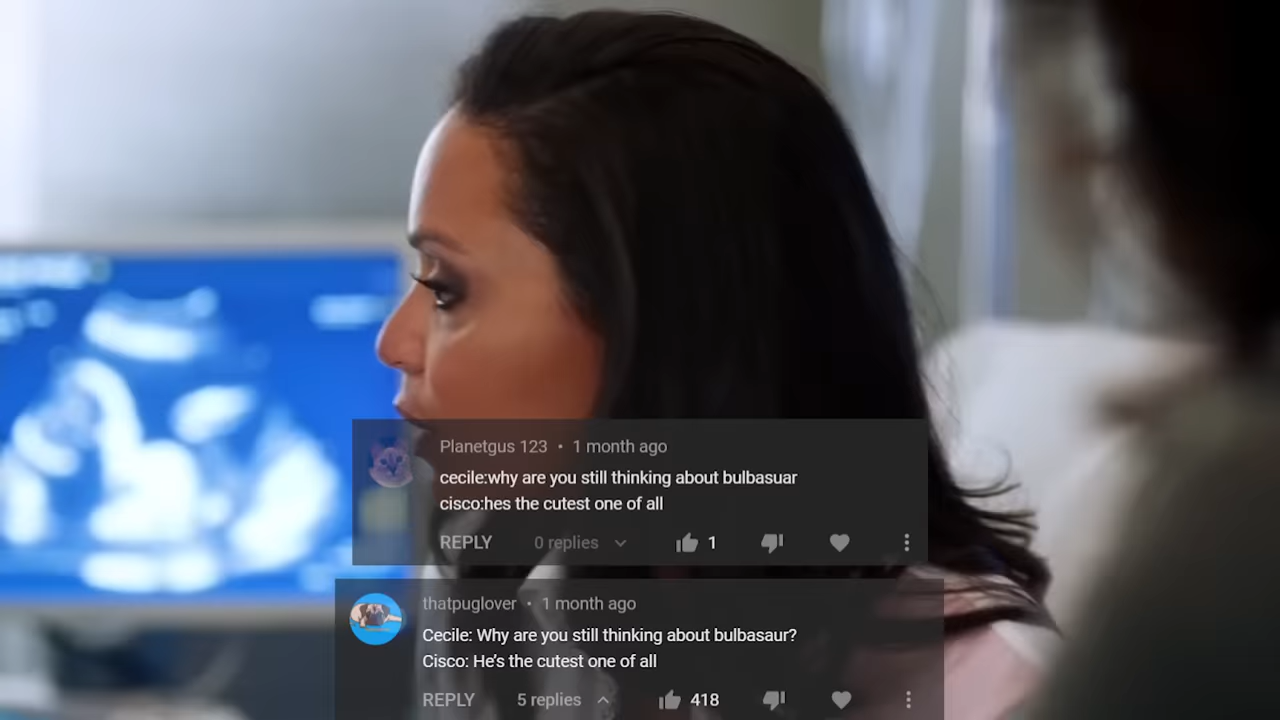 Planetgus 123 • 1 month ago
cecile:why are you still thinking about bulbasuar
cisco:hes the cutest one of all
REPLY 0 replies 1
thatpuglover • 1 month ago
Cecile: Why are you still thinking about bulbasaur?
Cisco: He's the cutest one of all
REPLY 5 replies 418